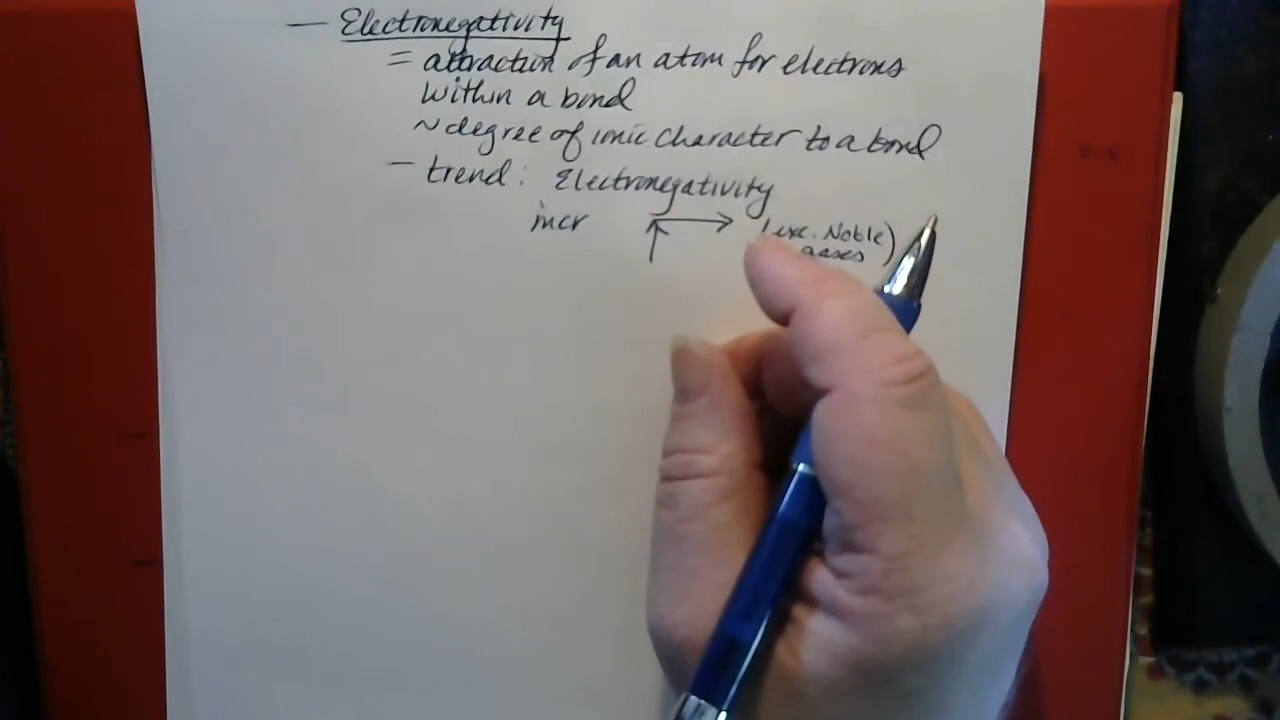 — Electronegativity
= attraction of an atom for electrons
within a bond
~ degree of ionic character to a bond
– trend: Electronegativity
incr ↑→ (exc. Noble
gases)